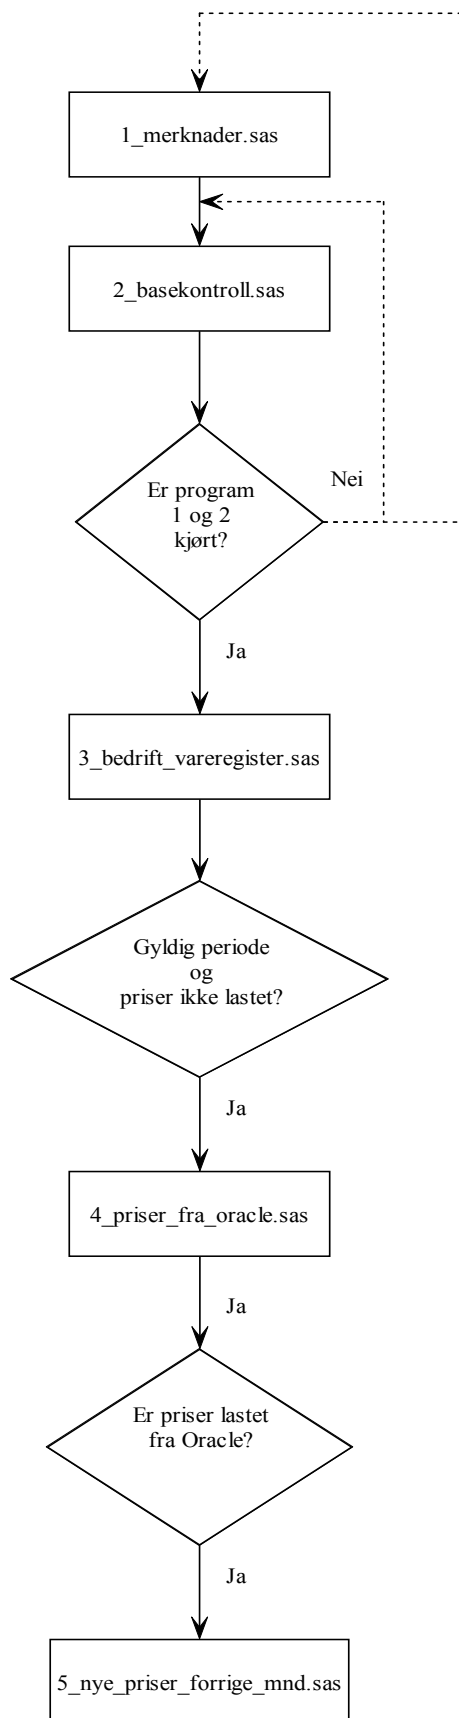 1_merknader.sas
2_basekontroll.sas
Er program
1 og 2
kjørt?
Nei
Ja
3_bedrift_vareregister.sas
Gyldig periode
og
priser ikke lastet?
Ja
4_priser_fra_oracle.sas
Ja
Er priser lastet
fra Oracle?
Ja
5_nye_priser_forrige_mnd.sas